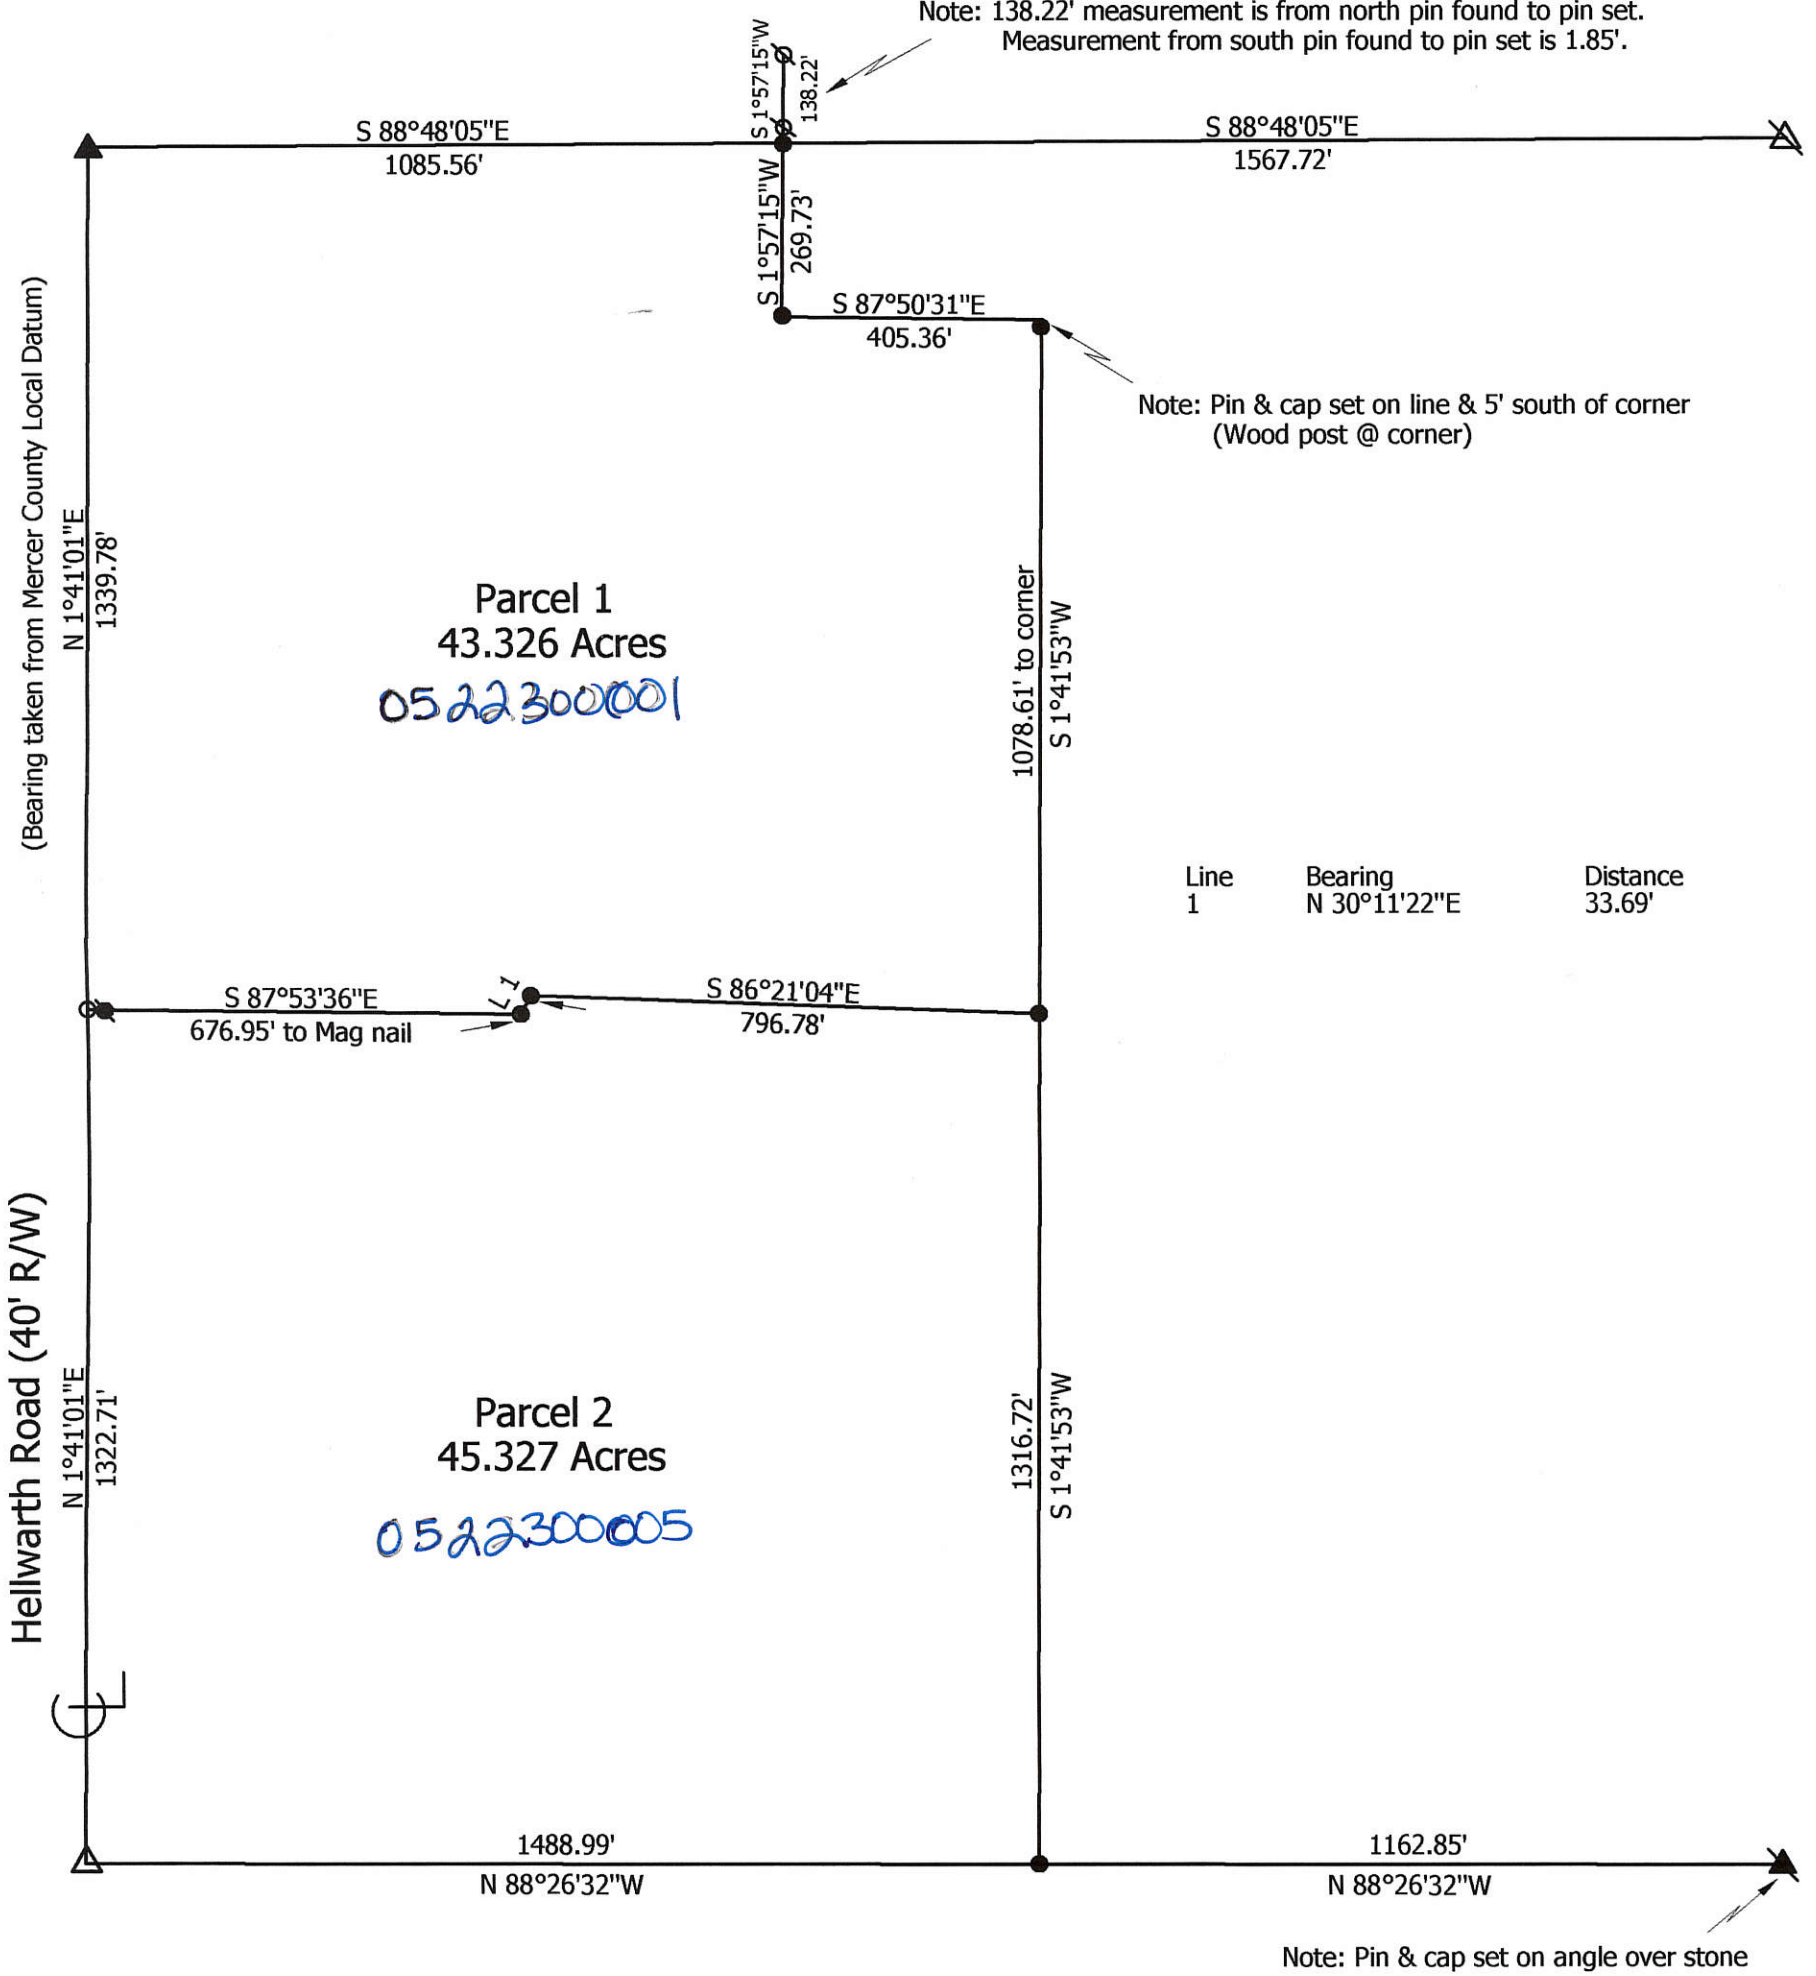 Note: 138.22' measurement is from north pin found to pin set.
Measurement from south pin found to pin set is 1.85'.
S 1°57'15"W
138.22'
S 88°48'05"E
1085.56'
S 88°48'05"E
1567.72'
S 1°57'15"W
269.73'
S 87°50'31"E
405.36'
Note: Pin & cap set on line & 5' south of corner
(Wood post @ corner)
(Bearing taken from Mercer County Local Datum)
N 1°41'01"E
1339.78'
Parcel 1
43.326 Acres
0522300001
1078.61' to corner
S 1°41'53"W
Line Bearing Distance
1 N 30°11'22"E 33.69'
S 87°53'36"E
676.95' to Mag nail
L 1
S 86°21'04"E
796.78'
Hellwarth Road (40' R/W)
N 1°41'01"E
1322.71'
Parcel 2
45.327 Acres
0522300005
1316.72'
S 1°41'53"W
CL
1488.99'
N 88°26'32"W
1162.85'
N 88°26'32"W
Note: Pin & cap set on angle over stone